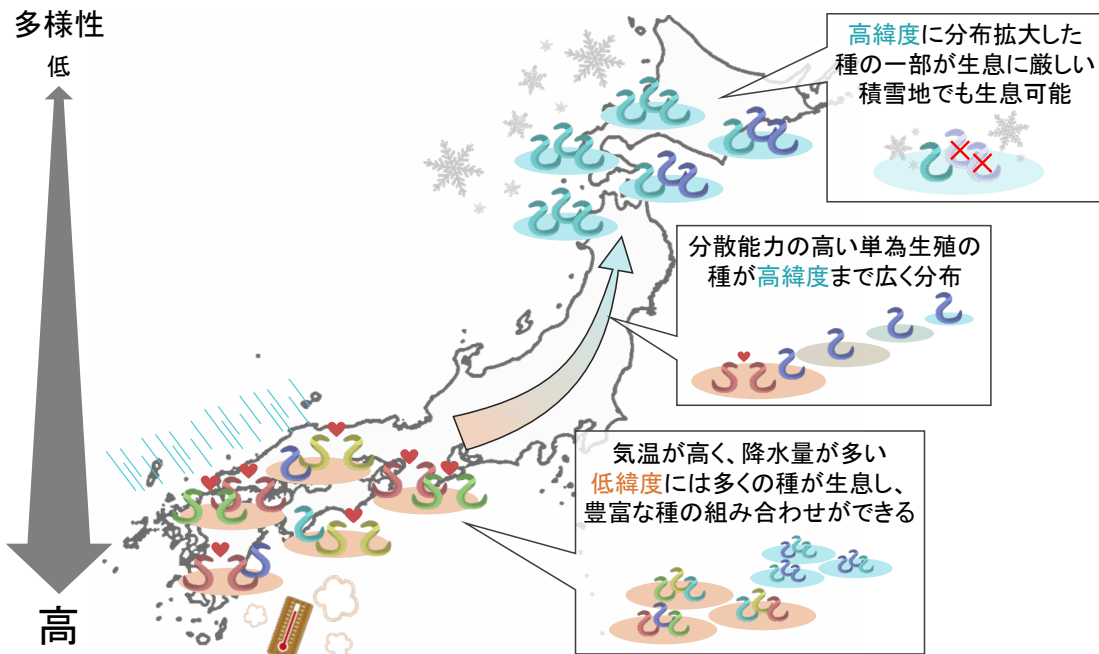 多様性
低
高
高緯度に分布拡大した
種の一部が生息に厳しい
積雪地でも生息可能
分散能力の高い単為生殖の
種が高緯度まで広く分布
気温が高く、降水量が多い
低緯度には多くの種が生息し、
豊富な種の組み合わせができる